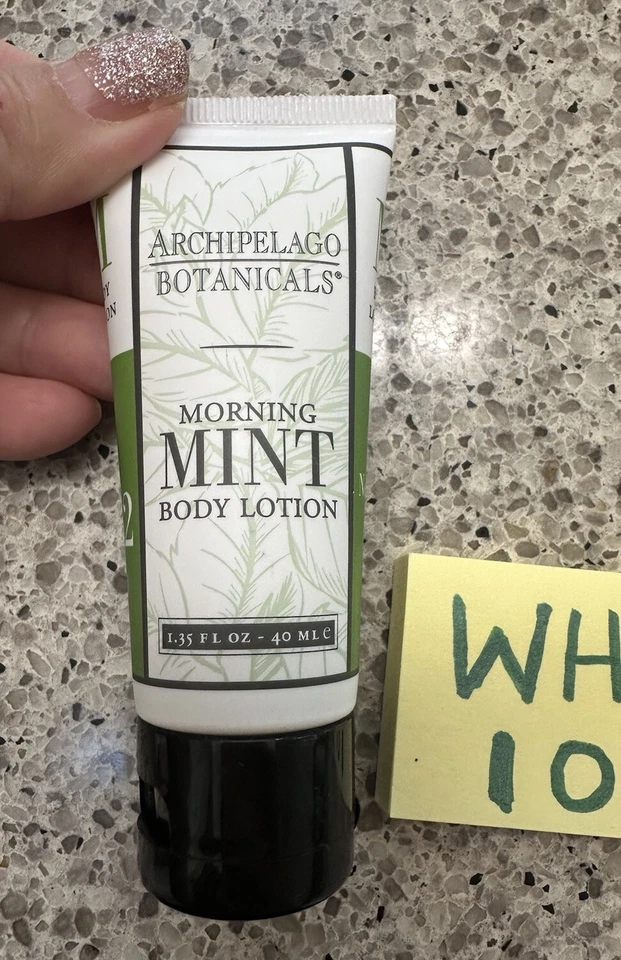 ARCHIPELAGO
BOTANICALS®
MORNING
MINT
BODY LOTION
1.35 FL OZ - 40 ML e
WH
10